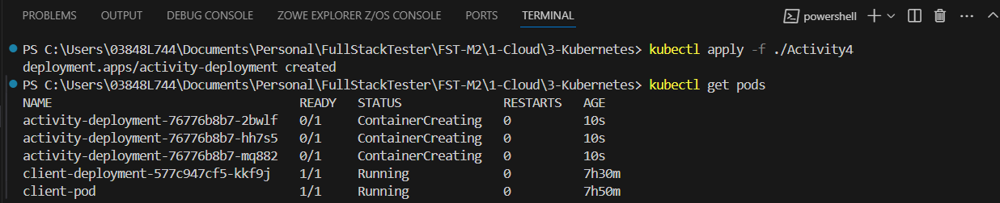 PROBLEMS OUTPUT DEBUG CONSOLE ZOWE EXPLORER Z/OS CONSOLE PORTS TERMINAL powershell
PS C:\Users\03848L744\Documents\Personal\FullStackTester\FST-M2\1-Cloud\3-Kubernetes> kubectl apply -f ./Activity4
deployment.apps/activity-deployment created
PS C:\Users\03848L744\Documents\Personal\FullStackTester\FST-M2\1-Cloud\3-Kubernetes> kubectl get pods
NAME READY STATUS RESTARTS AGE
activity-deployment-76776b8b7-2bwlf 0/1 ContainerCreating 0 10s
activity-deployment-76776b8b7-hh7s5 0/1 ContainerCreating 0 10s
activity-deployment-76776b8b7-mq882 0/1 ContainerCreating 0 10s
client-deployment-577c947cf5-kkf9j 1/1 Running 0 7h30m
client-pod 1/1 Running 0 7h50m